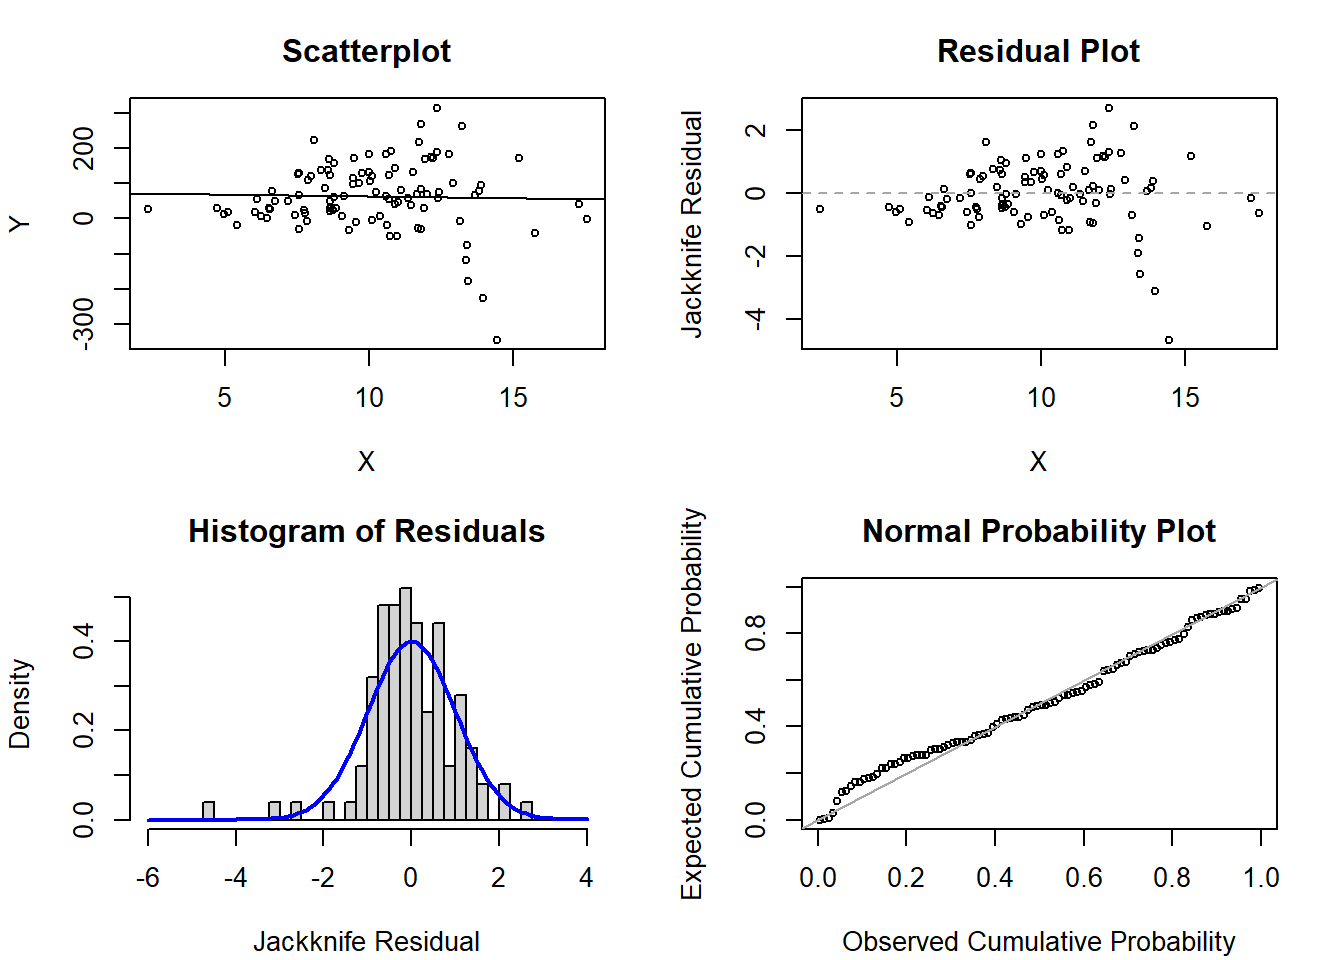 Scatterplot
Y
-300 0 200
5 10 15
X
Residual Plot
Jackknife Residual
-4 -2 0 2
5 10 15
X
Histogram of Residuals
Density
0.0 0.2 0.4
-6 -4 -2 0 2 4
Jackknife Residual
Normal Probability Plot
Expected Cumulative Probability
0.0 0.4 0.8
0.0 0.2 0.4 0.6 0.8 1.0
Observed Cumulative Probability